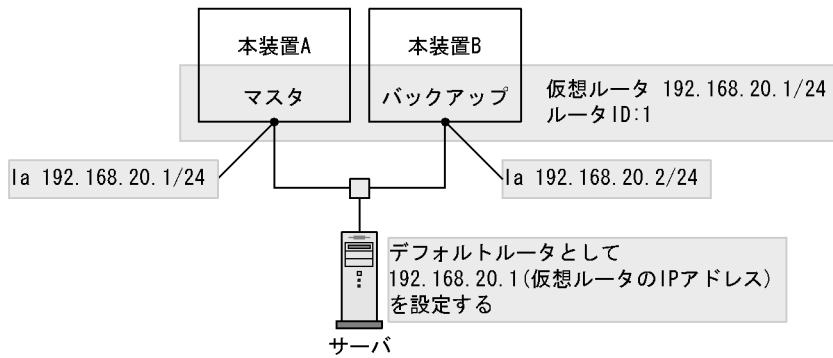 本装置A
本装置B
マスタ
バックアップ
仮想ルータ 192.168.20.1/24
ルータID:1
Ia 192.168.20.1/24
Ia 192.168.20.2/24
デフォルトルータとして
192.168.20.1(仮想ルータのIPアドレス)
を設定する
サーバ